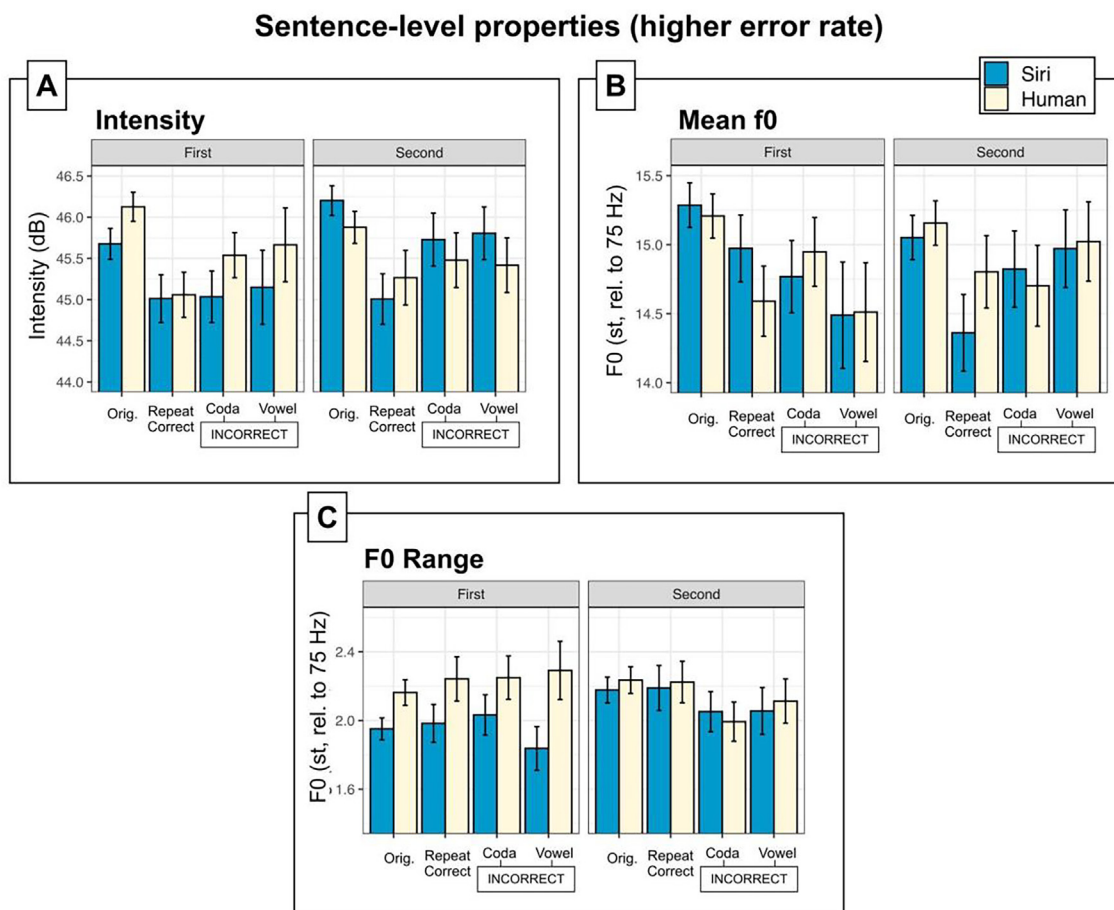 Sentence-level properties (higher error rate)
A
Intensity
First
Second
Intensity (dB)
46.5
46.0
45.5
45.0
44.5
44.0
Orig.
Repeat
Correct
Coda
Vowel
INCORRECT
Orig.
Repeat
Correct
Coda
Vowel
INCORRECT
B
Siri
Human
Mean f0
First
Second
F0 (st, rel. to 75 Hz)
15.5
15.0
14.5
14.0
Orig.
Repeat
Correct
Coda
Vowel
INCORRECT
Orig.
Repeat
Correct
Coda
Vowel
INCORRECT
C
F0 Range
First
Second
F0 (st, rel. to 75 Hz)
2.4
2.0
1.6
Orig.
Repeat
Correct
Coda
Vowel
INCORRECT
Orig.
Repeat
Correct
Coda
Vowel
INCORRECT